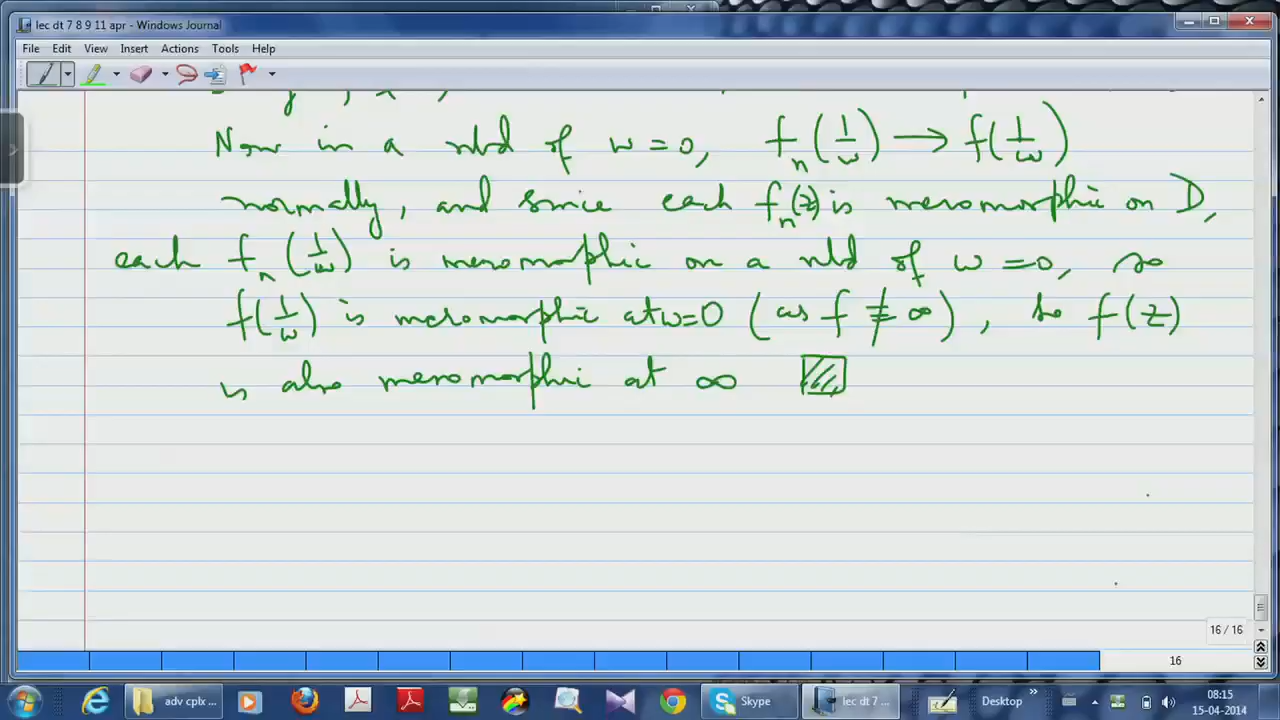 lec dt 7 8 9 11 apr - Windows Journal
File Edit View Insert Actions Tools Help
Now in a nbd of w = 0, fₙ(1/w) → f(1/w)
normally, and since each fₙ(z) is meromorphic on D,
each fₙ(1/w) is meromorphic on a nbd of w = 0, so
f(1/w) is meromorphic at w=0 (as f ≢ ∞), so f(z)
is also meromorphic at ∞
16 / 16
16
adv cplx ...
Skype
lec dt 7 ...
Desktop
08:15
15-04-2014